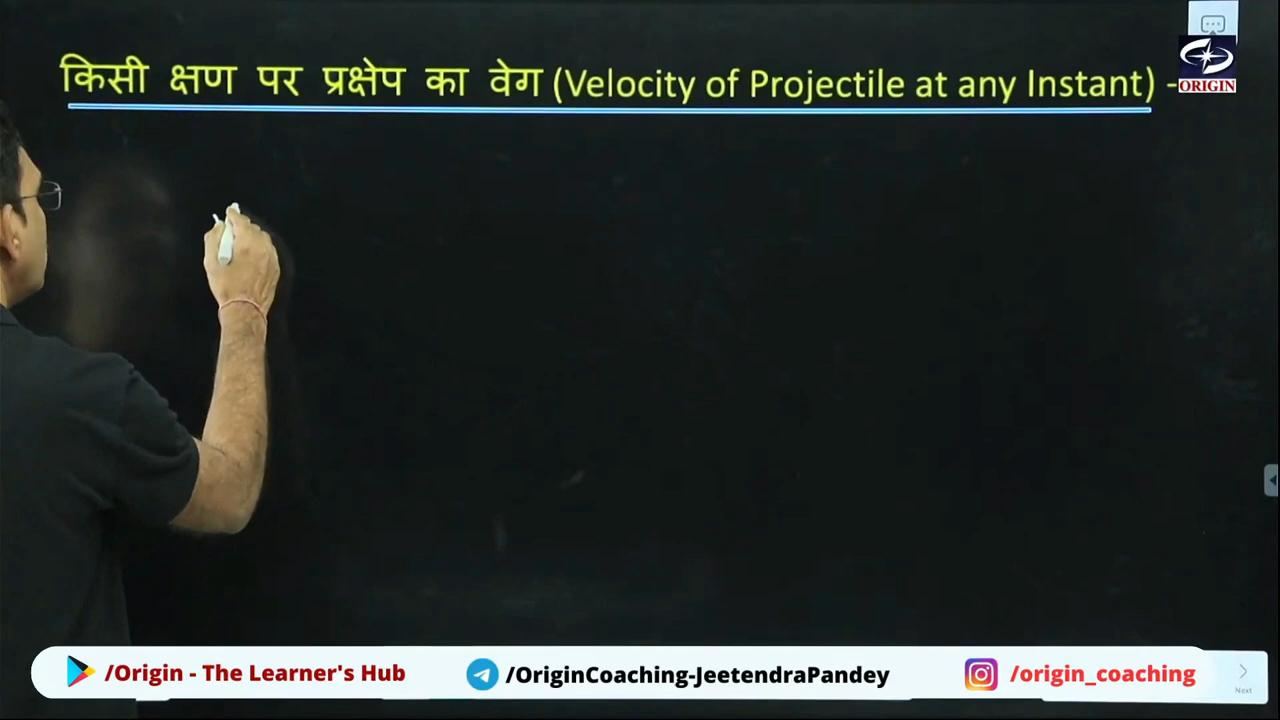 किसी क्षण पर प्रक्षेप का वेग (Velocity of Projectile at any Instant) -
ORIGIN
/Origin - The Learner's Hub
/OriginCoaching-JeetendraPandey
/origin_coaching
Next